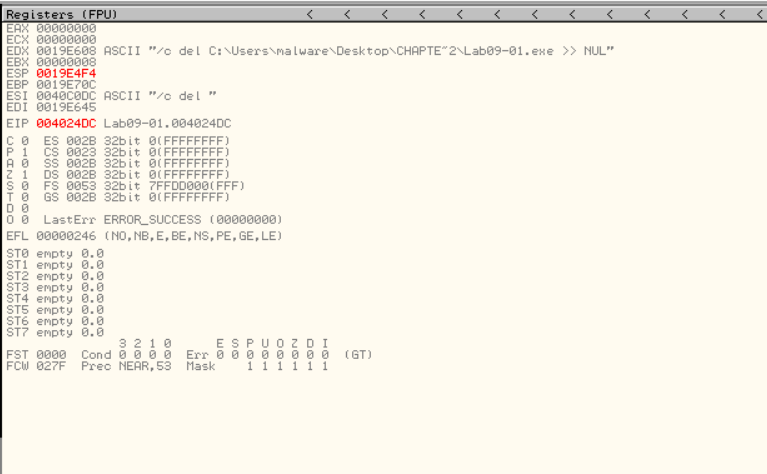 Registers (FPU) < < < < < < < < < < < < <
EAX 00000000
ECX 00000000
EDX 0019E608 ASCII "/c del C:\Users\malware\Desktop\CHAPTE~2\Lab09-01.exe >> NUL"
EBX 00000008
ESP 0019E4F4
EBP 0019E70C
ESI 0040C0DC ASCII "/c del "
EDI 0019E645
EIP 004024DC Lab09-01.004024DC
C 0 ES 002B 32bit 0(FFFFFFFF)
P 1 CS 0023 32bit 0(FFFFFFFF)
A 0 SS 002B 32bit 0(FFFFFFFF)
Z 1 DS 002B 32bit 0(FFFFFFFF)
S 0 FS 0053 32bit 7FFDD000(FFF)
T 0 GS 002B 32bit 0(FFFFFFFF)
D 0
O 0 LastErr ERROR_SUCCESS (00000000)
EFL 00000246 (NO,NB,E,BE,NS,PE,GE,LE)
ST0 empty 0.0
ST1 empty 0.0
ST2 empty 0.0
ST3 empty 0.0
ST4 empty 0.0
ST5 empty 0.0
ST6 empty 0.0
ST7 empty 0.0
3 2 1 0 E S P U O Z D I
FST 0000 Cond 0 0 0 0 Err 0 0 0 0 0 0 0 0 (GT)
FCW 027F Prec NEAR,53 Mask 1 1 1 1 1 1